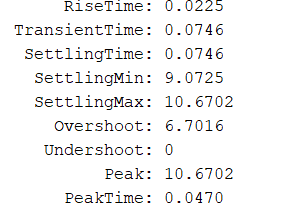 RiseTime: 0.0225
TransientTime: 0.0746
SettlingTime: 0.0746
SettlingMin: 9.0725
SettlingMax: 10.6702
Overshoot: 6.7016
Undershoot: 0
Peak: 10.6702
PeakTime: 0.0470